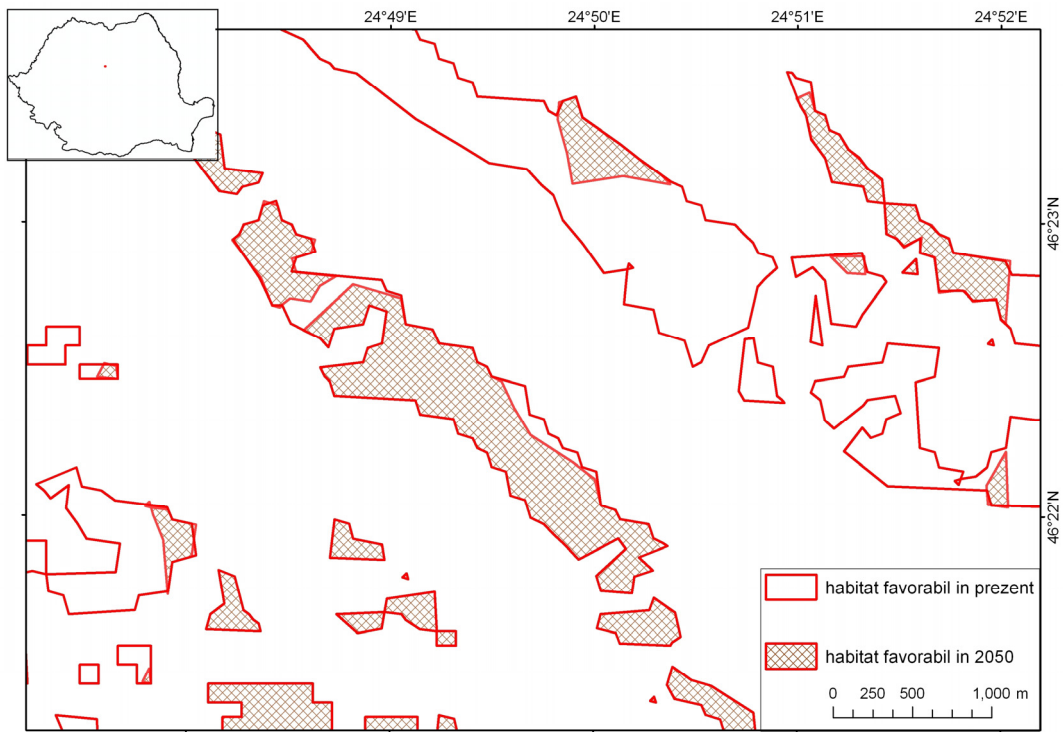 24°49'E
24°50'E
24°51'E
24°52'E
46°23'N
46°22'N
habitat favorabil in prezent
habitat favorabil in 2050
0 250 500 1,000 m